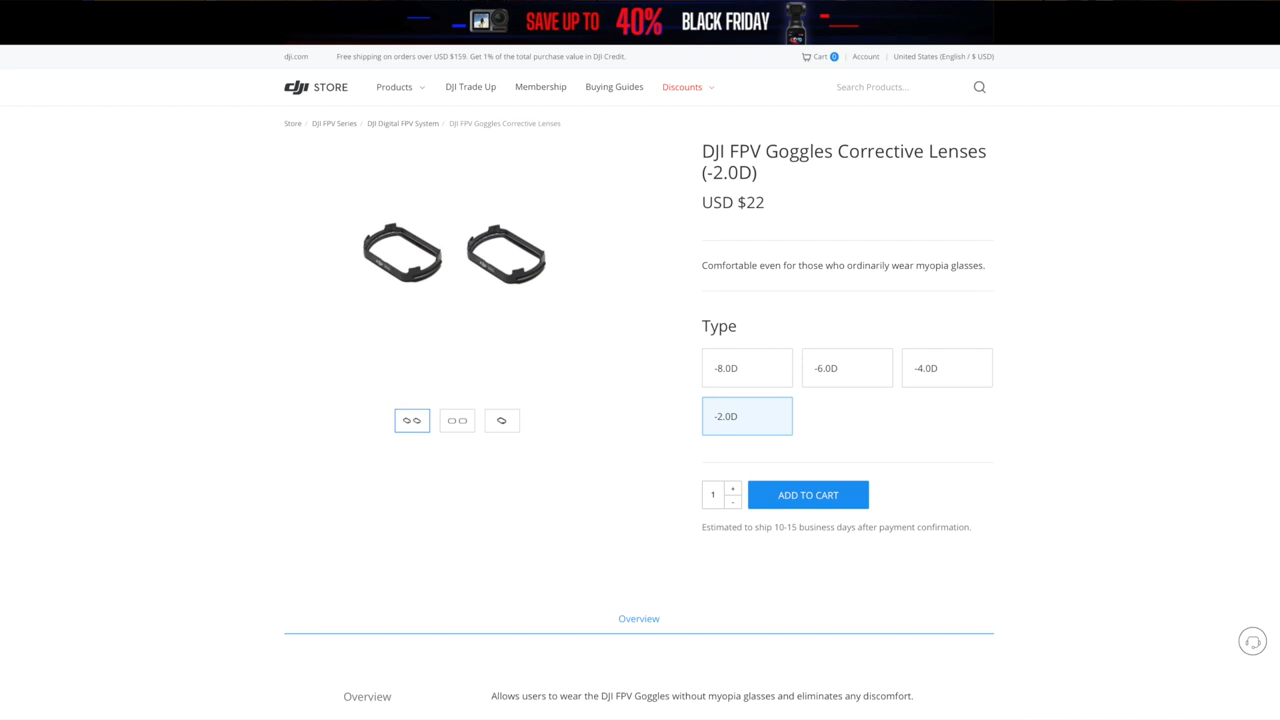 SAVE UP TO 40% BLACK FRIDAY
dji.com Free shipping on orders over USD $159. Get 1% of the total purchase value in DJI Credit. Cart 0 | Account | United States (English / $ USD)
dji STORE Products DJI Trade Up Membership Buying Guides Discounts Search Products...
Store / DJI FPV Series / DJI Digital FPV System / DJI FPV Goggles Corrective Lenses
DJI FPV Goggles Corrective Lenses
(-2.0D)
USD $22
Comfortable even for those who ordinarily wear myopia glasses.
Type
-8.0D -6.0D -4.0D
-2.0D
1 + - ADD TO CART
Estimated to ship 10-15 business days after payment confirmation.
Overview
Overview Allows users to wear the DJI FPV Goggles without myopia glasses and eliminates any discomfort.